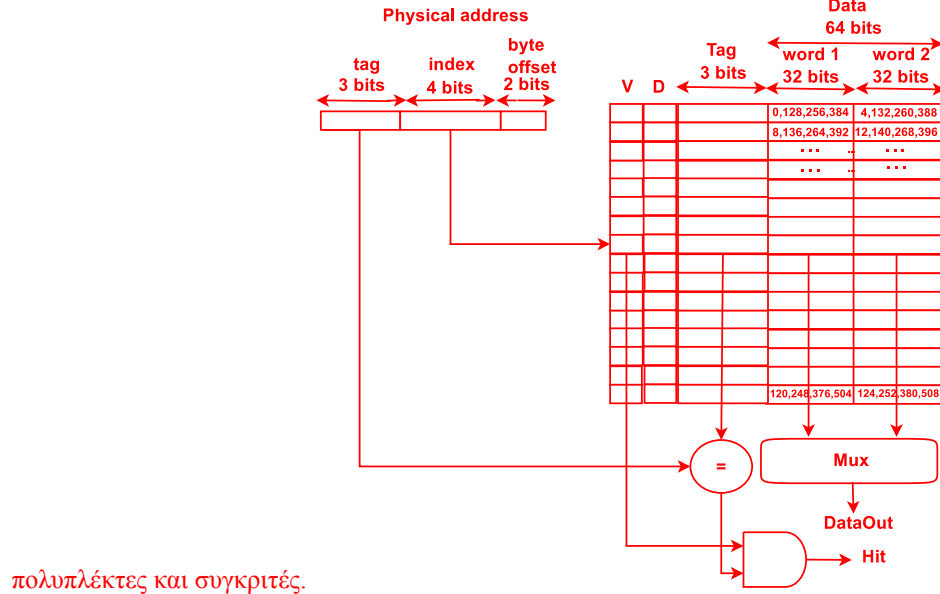 Physical address
Data
64 bits
tag
3 bits
index
4 bits
byte
offset
2 bits
V
D
Tag
3 bits
word 1
32 bits
word 2
32 bits
0,128,256,384
4,132,260,388
8,136,264,392
12,140,268,396
... .. ...
... .. ...
120,248,376,504
124,252,380,508
=
Mux
DataOut
Hit
πολυπλέκτες και συγκριτές.